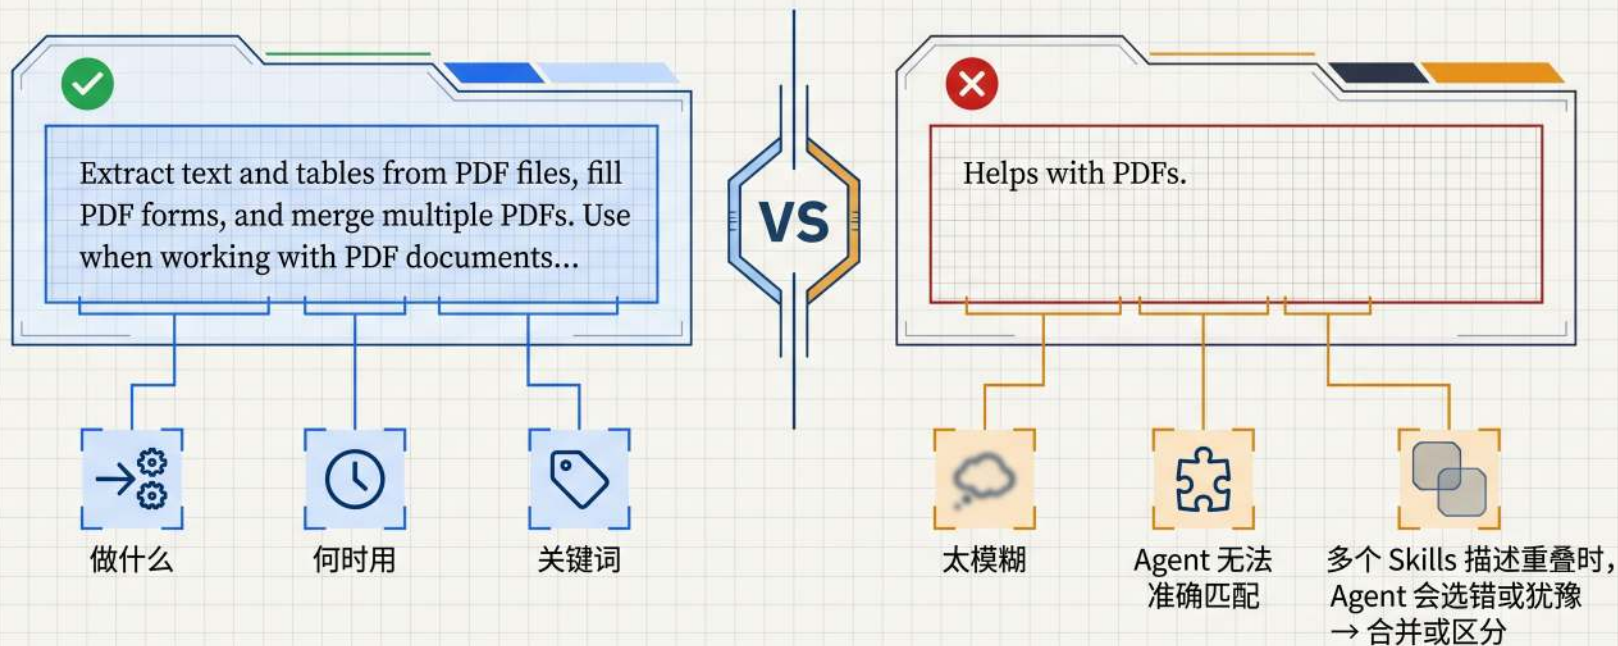 Extract text and tables from PDF files, fill
PDF forms, and merge multiple PDFs. Use
when working with PDF documents...
做什么
何时用
关键词
VS
Helps with PDFs.
太模糊
Agent 无法
准确匹配
多个 Skills 描述重叠时,
Agent 会选错或犹豫
→ 合并或区分